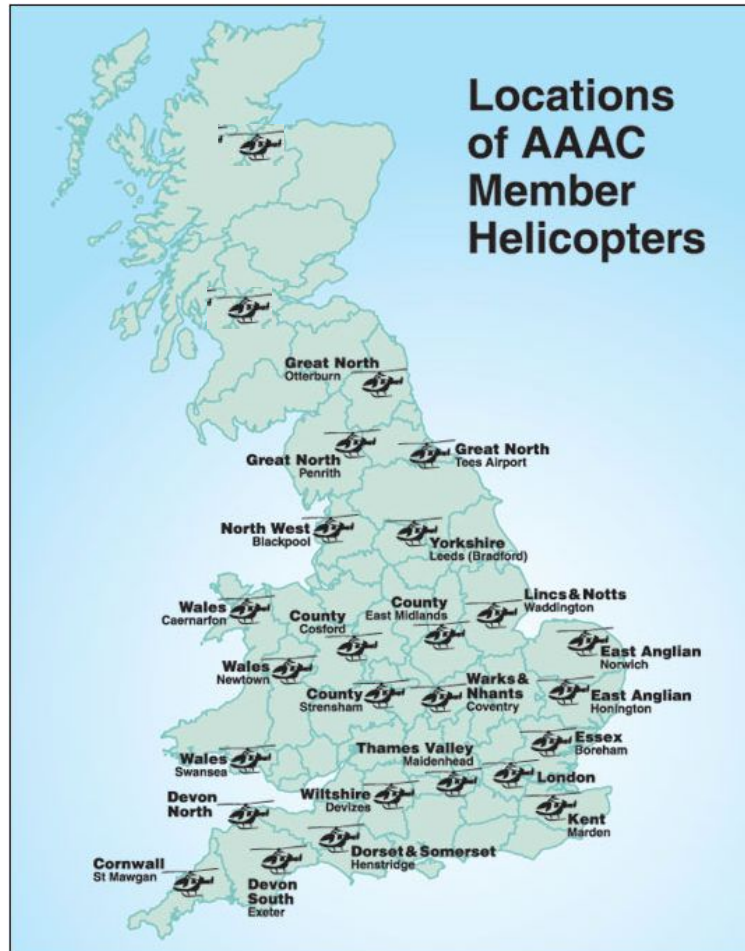 Locations
of AAAC
Member
Helicopters
Great North
Otterburn
Great North
Penrith
Great North
Tees Airport
North West
Blackpool
Yorkshire
Leeds (Bradford)
Wales
Caernarfon
County
Cosford
County
East Midlands
Lincs & Notts
Waddington
East Anglian
Norwich
Wales
Newtown
County
Strensham
Warks &
Nhants
Coventry
East Anglian
Honington
Essex
Boreham
Wales
Swansea
Thames Valley
Maidenhead
London
Wiltshire
Devizes
Devon
North
Kent
Marden
Dorset & Somerset
Henstridge
Cornwall
St Mawgan
Devon
South
Exeter